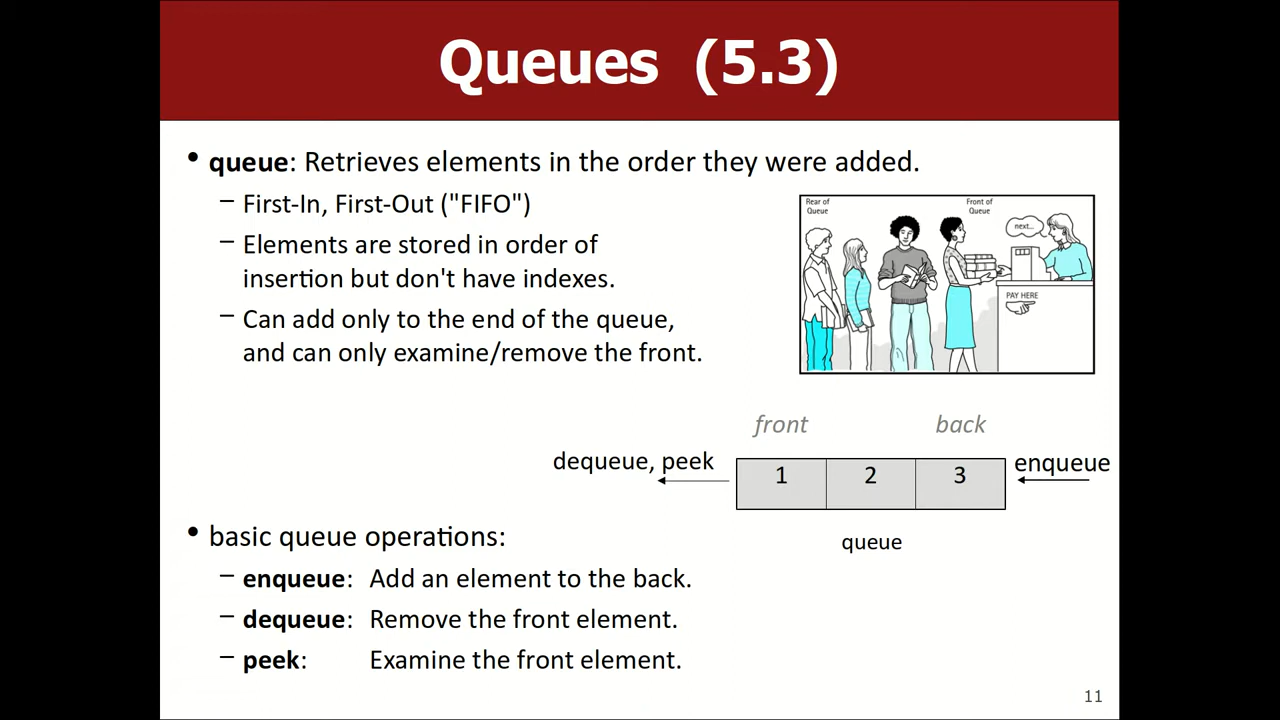 Queues (5.3)
• queue: Retrieves elements in the order they were added.
– First-In, First-Out ("FIFO")
– Elements are stored in order of
insertion but don't have indexes.
– Can add only to the end of the queue,
and can only examine/remove the front.
Rear of
Queue
Front of
Queue
next...
PAY HERE
front back
dequeue, peek 1 2 3 enqueue
queue
• basic queue operations:
– enqueue: Add an element to the back.
– dequeue: Remove the front element.
– peek: Examine the front element.
11